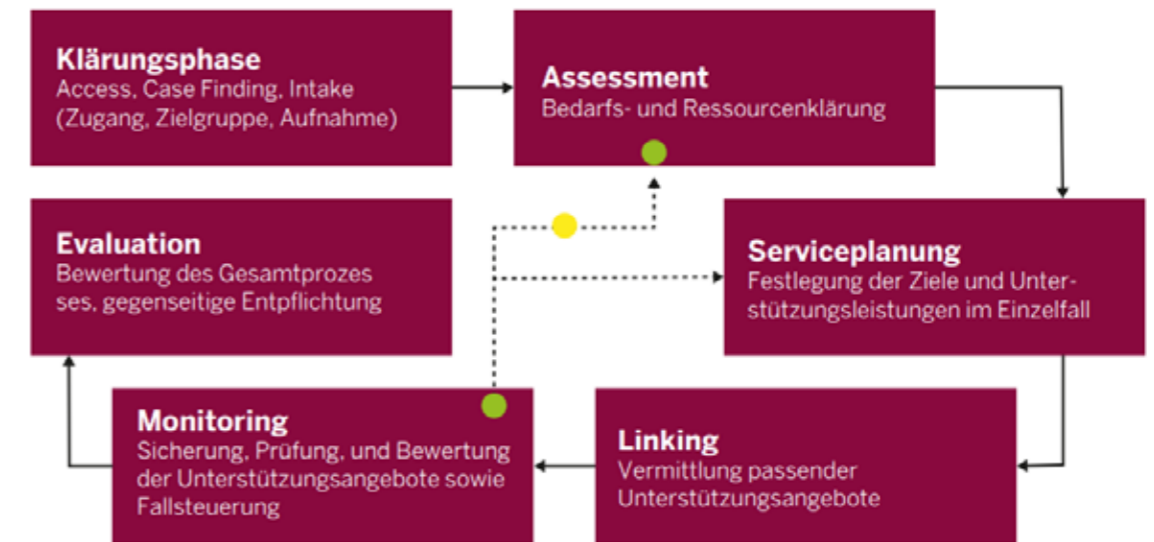 Klärungsphase
Access, Case Finding, Intake
(Zugang, Zielgruppe, Aufnahme)
Assessment
Bedarfs- und Ressourcenklärung
Serviceplanung
Festlegung der Ziele und Unter-
stützungsleistungen im Einzelfall
Linking
Vermittlung passender
Unterstützungsangebote
Monitoring
Sicherung, Prüfung, und Bewertung
der Unterstützungsangebote sowie
Fallsteuerung
Evaluation
Bewertung des Gesamtprozes
ses, gegenseitige Entpflichtung